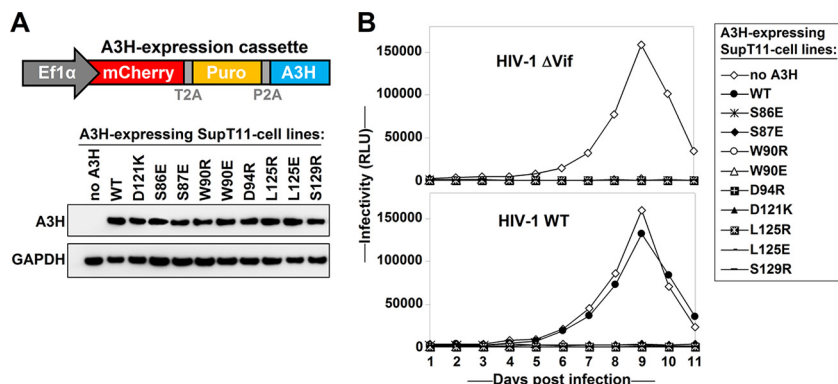 A
A3H-expression cassette
Ef1α mCherry Puro A3H
T2A P2A
A3H-expressing SupT11-cell lines:
no A3H WT D121K S86E S87E W90R W90E D94R L125R L125E S129R
A3H
GAPDH
B
HIV-1 ΔVif
150000
100000
50000
0
HIV-1 WT
150000
100000
50000
0
1 2 3 4 5 6 7 8 9 10 11
Infectivity (RLU)
Days post infection
A3H-expressing
SupT11-cell lines:
no A3H
WT
S86E
S87E
W90R
W90E
D94R
D121K
L125R
L125E
S129R